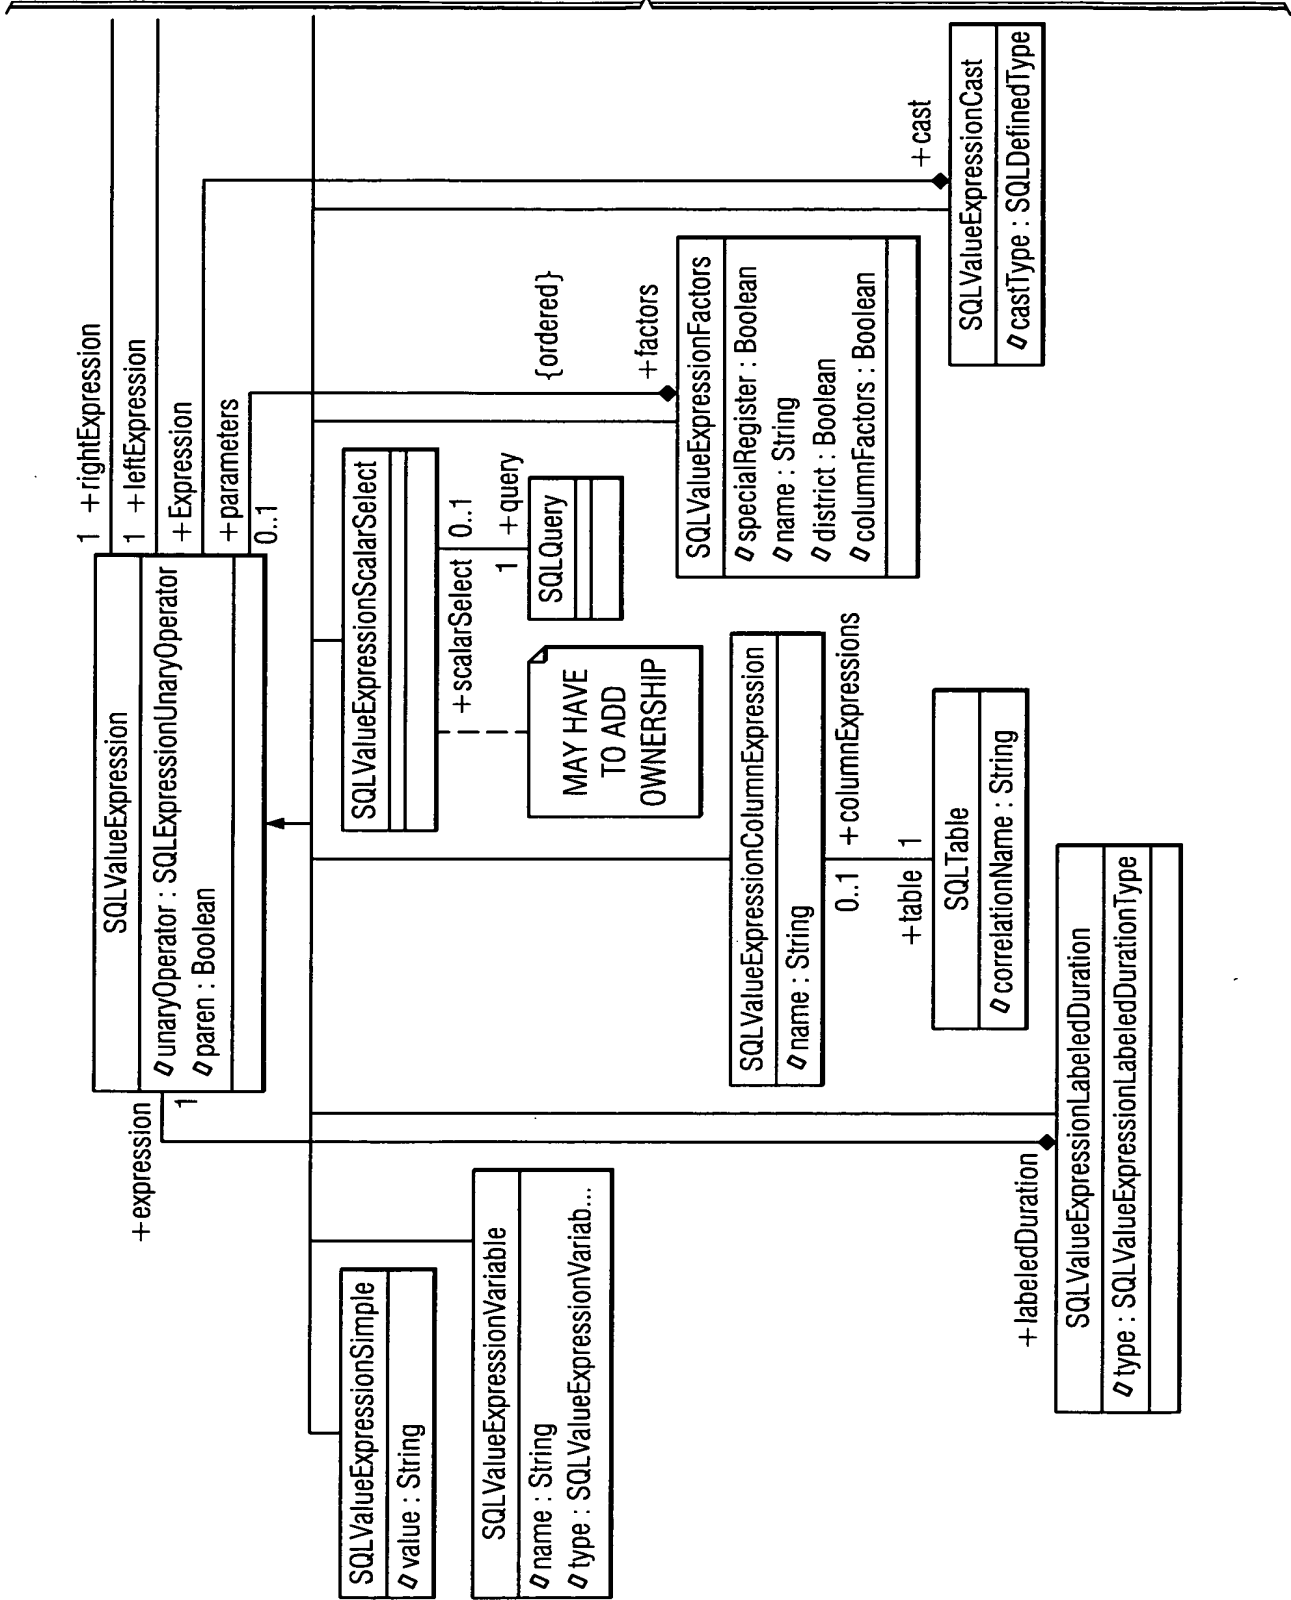 SQLValueExpression
unaryOperator : SQLExpressionUnaryOperator
paren : Boolean
+expression
1
1 +rightExpression
1 +leftExpression
+Expression
+parameters
0..1
SQLValueExpressionSimple
value : String
SQLValueExpressionVariable
name : String
type : SQLValueExpressionVariab...
SQLValueExpressionScalarSelect
+scalarSelect 0..1
1 +query
SQLQuery
MAY HAVE
TO ADD
OWNERSHIP
{ordered}
+factors
SQLValueExpressionFactors
specialRegister : Boolean
name : String
district : Boolean
columnFactors : Boolean
SQLValueExpressionColumnExpression
name : String
0..1 +columnExpressions
+table 1
SQLTable
correlationName : String
+cast
SQLValueExpressionCast
castType : SQLDefinedType
+labeledDuration
SQLValueExpressionLabeledDuration
type : SQLValueExpressionLabeledDurationType